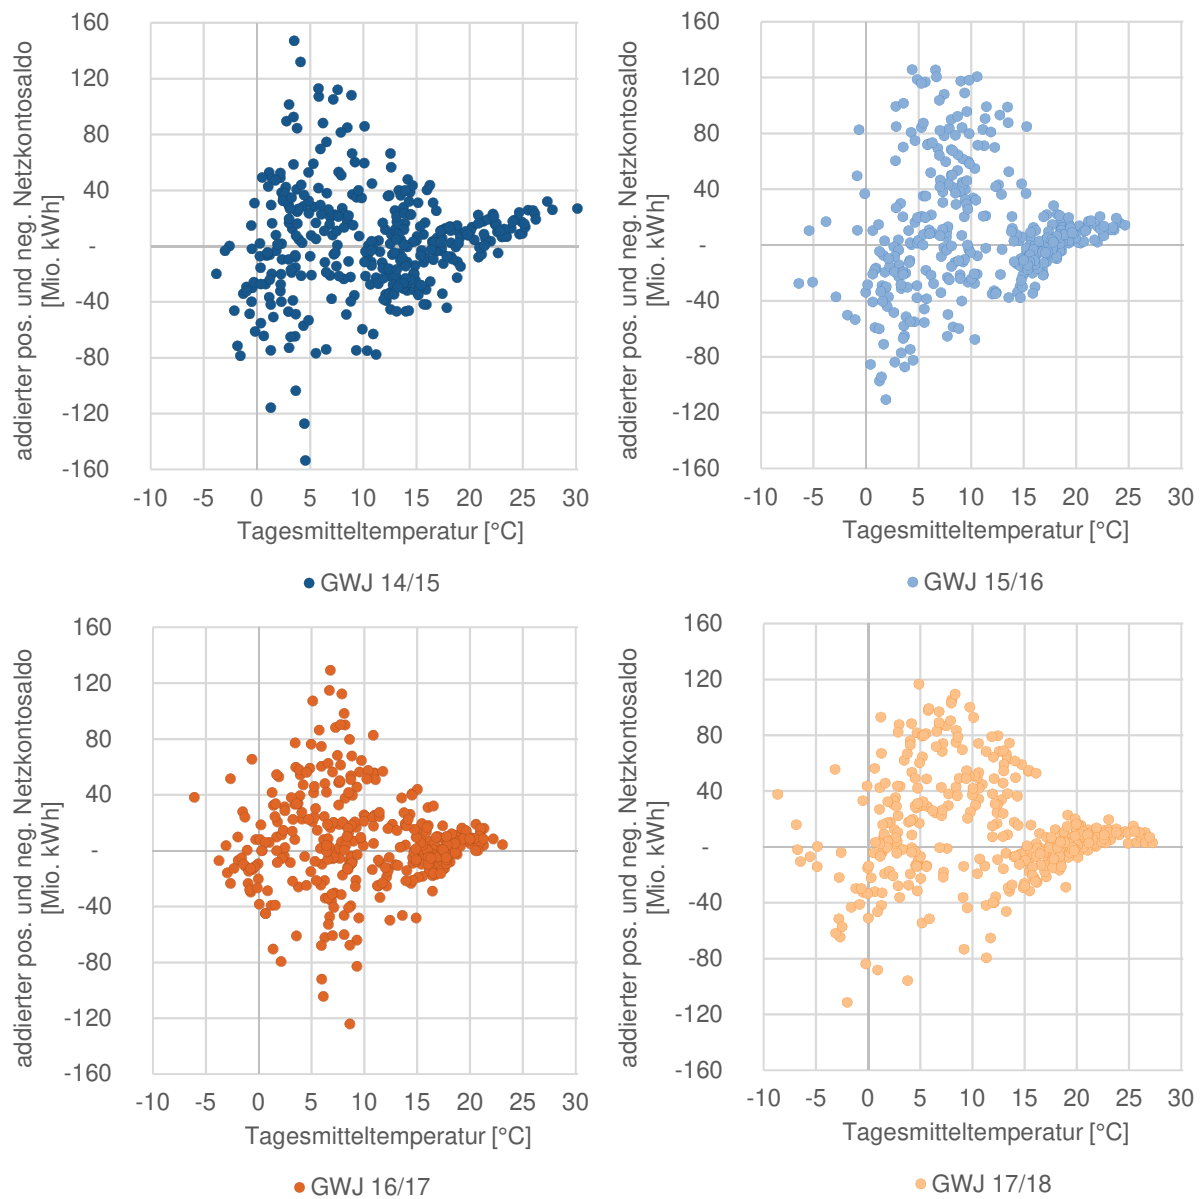 160
120
80
40
-
-40
-80
-120
-160
addierter pos. und neg. Netzkontosaldo
[Mio. kWh]
-10 -5 0 5 10 15 20 25 30
Tagesmitteltemperatur [°C]
GWJ 14/15
160
120
80
40
-
-40
-80
-120
-160
addierter pos. und neg. Netzkontosaldo
[Mio. kWh]
-10 -5 0 5 10 15 20 25 30
Tagesmitteltemperatur [°C]
GWJ 15/16
160
120
80
40
-
-40
-80
-120
-160
addierter pos. und neg. Netzkontosaldo
[Mio. kWh]
-10 -5 0 5 10 15 20 25 30
Tagesmitteltemperatur [°C]
GWJ 16/17
160
120
80
40
-
-40
-80
-120
-160
addierter pos. und neg. Netzkontosaldo
[Mio. kWh]
-10 -5 0 5 10 15 20 25 30
Tagesmitteltemperatur [°C]
GWJ 17/18